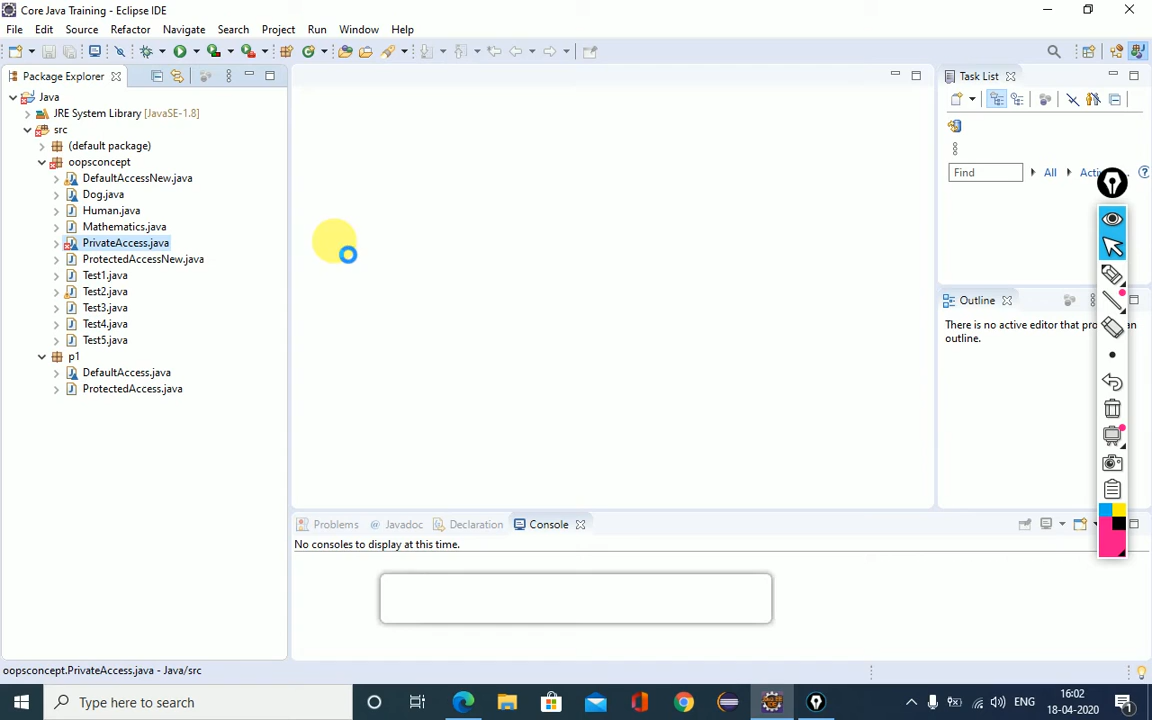 Core Java Training - Eclipse IDE
File Edit Source Refactor Navigate Search Project Run Window Help
Package Explorer
Java
JRE System Library [JavaSE-1.8]
src
(default package)
oopsconcept
DefaultAccessNew.java
Dog.java
Human.java
Mathematics.java
PrivateAccess.java
ProtectedAccessNew.java
Test1.java
Test2.java
Test3.java
Test4.java
Test5.java
p1
DefaultAccess.java
ProtectedAccess.java
Task List
Find All
Outline
There is no active editor that an
outline.
Problems @ Javadoc Declaration Console
No consoles to display at this time.
oopsconcept.PrivateAccess.java - Java/src
Type here to search
ENG
16:02
18-04-2020
1